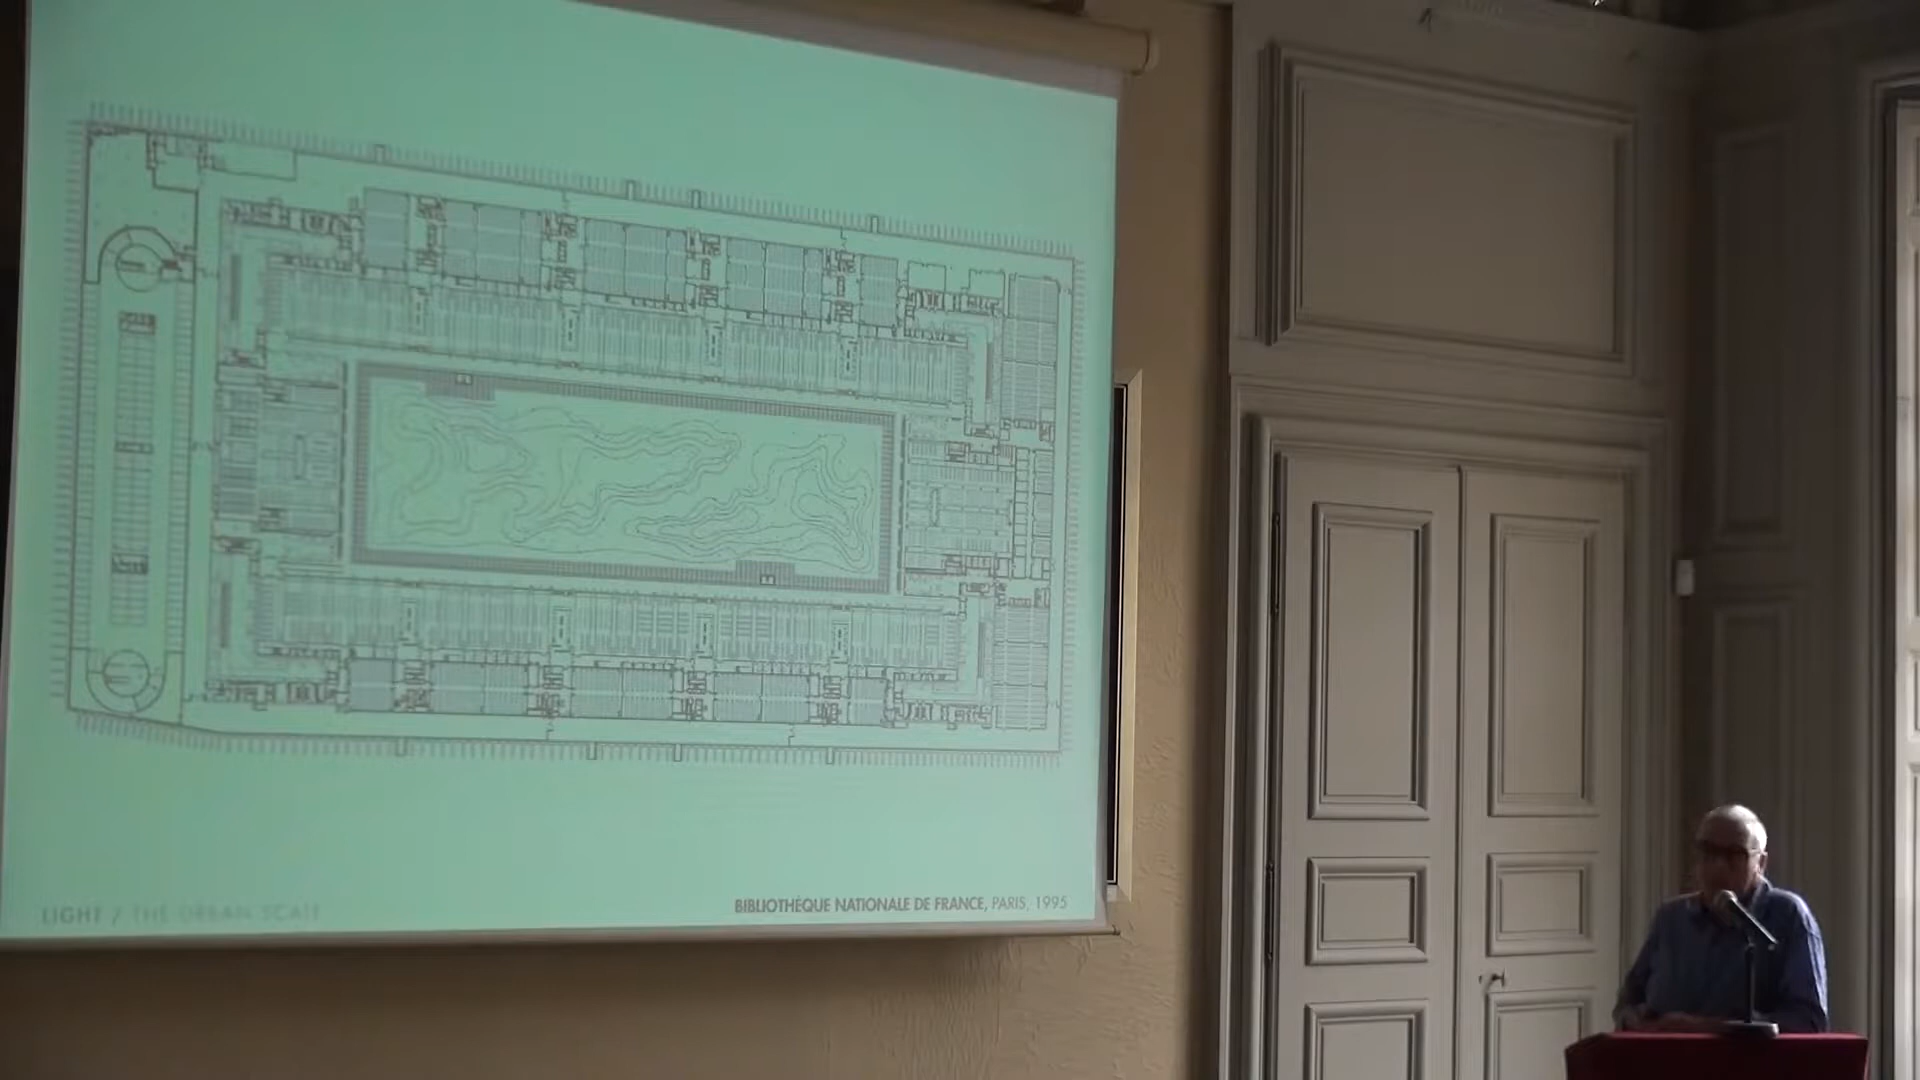 LIGHT / THE URBAN SCALE
BIBLIOTHÈQUE NATIONALE DE FRANCE, PARIS, 1995